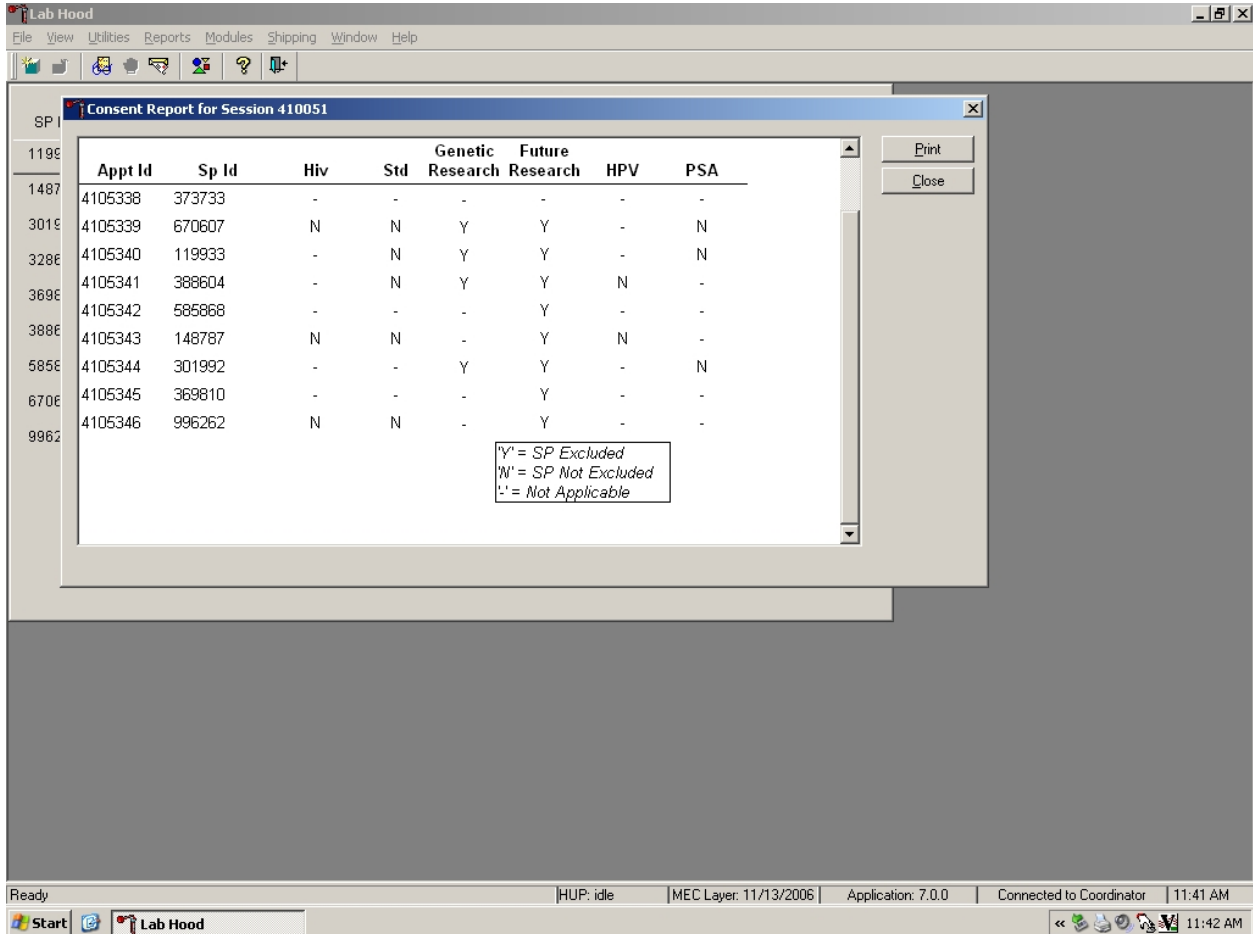 Lab Hood
File View Utilities Reports Modules Shipping Window Help
Consent Report for Session 410051
SP I
1199
1487
3019
3286
3698
3886
5858
6706
9962
Genetic Future
Appt Id Sp Id Hiv Std Research Research HPV PSA
4105338 373733 - - - - - -
4105339 670607 N N Y Y - N
4105340 119933 - N Y Y - N
4105341 388604 - N Y Y N -
4105342 585868 - - - Y - -
4105343 148787 N N - Y N -
4105344 301992 - - Y Y - N
4105345 369810 - - - Y - -
4105346 996262 N N - Y - -
'Y' = SP Excluded
'N' = SP Not Excluded
'-' = Not Applicable
Print
Close
Ready HUP: idle MEC Layer: 11/13/2006 Application: 7.0.0 Connected to Coordinator 11:41 AM
Start Lab Hood « 11:42 AM